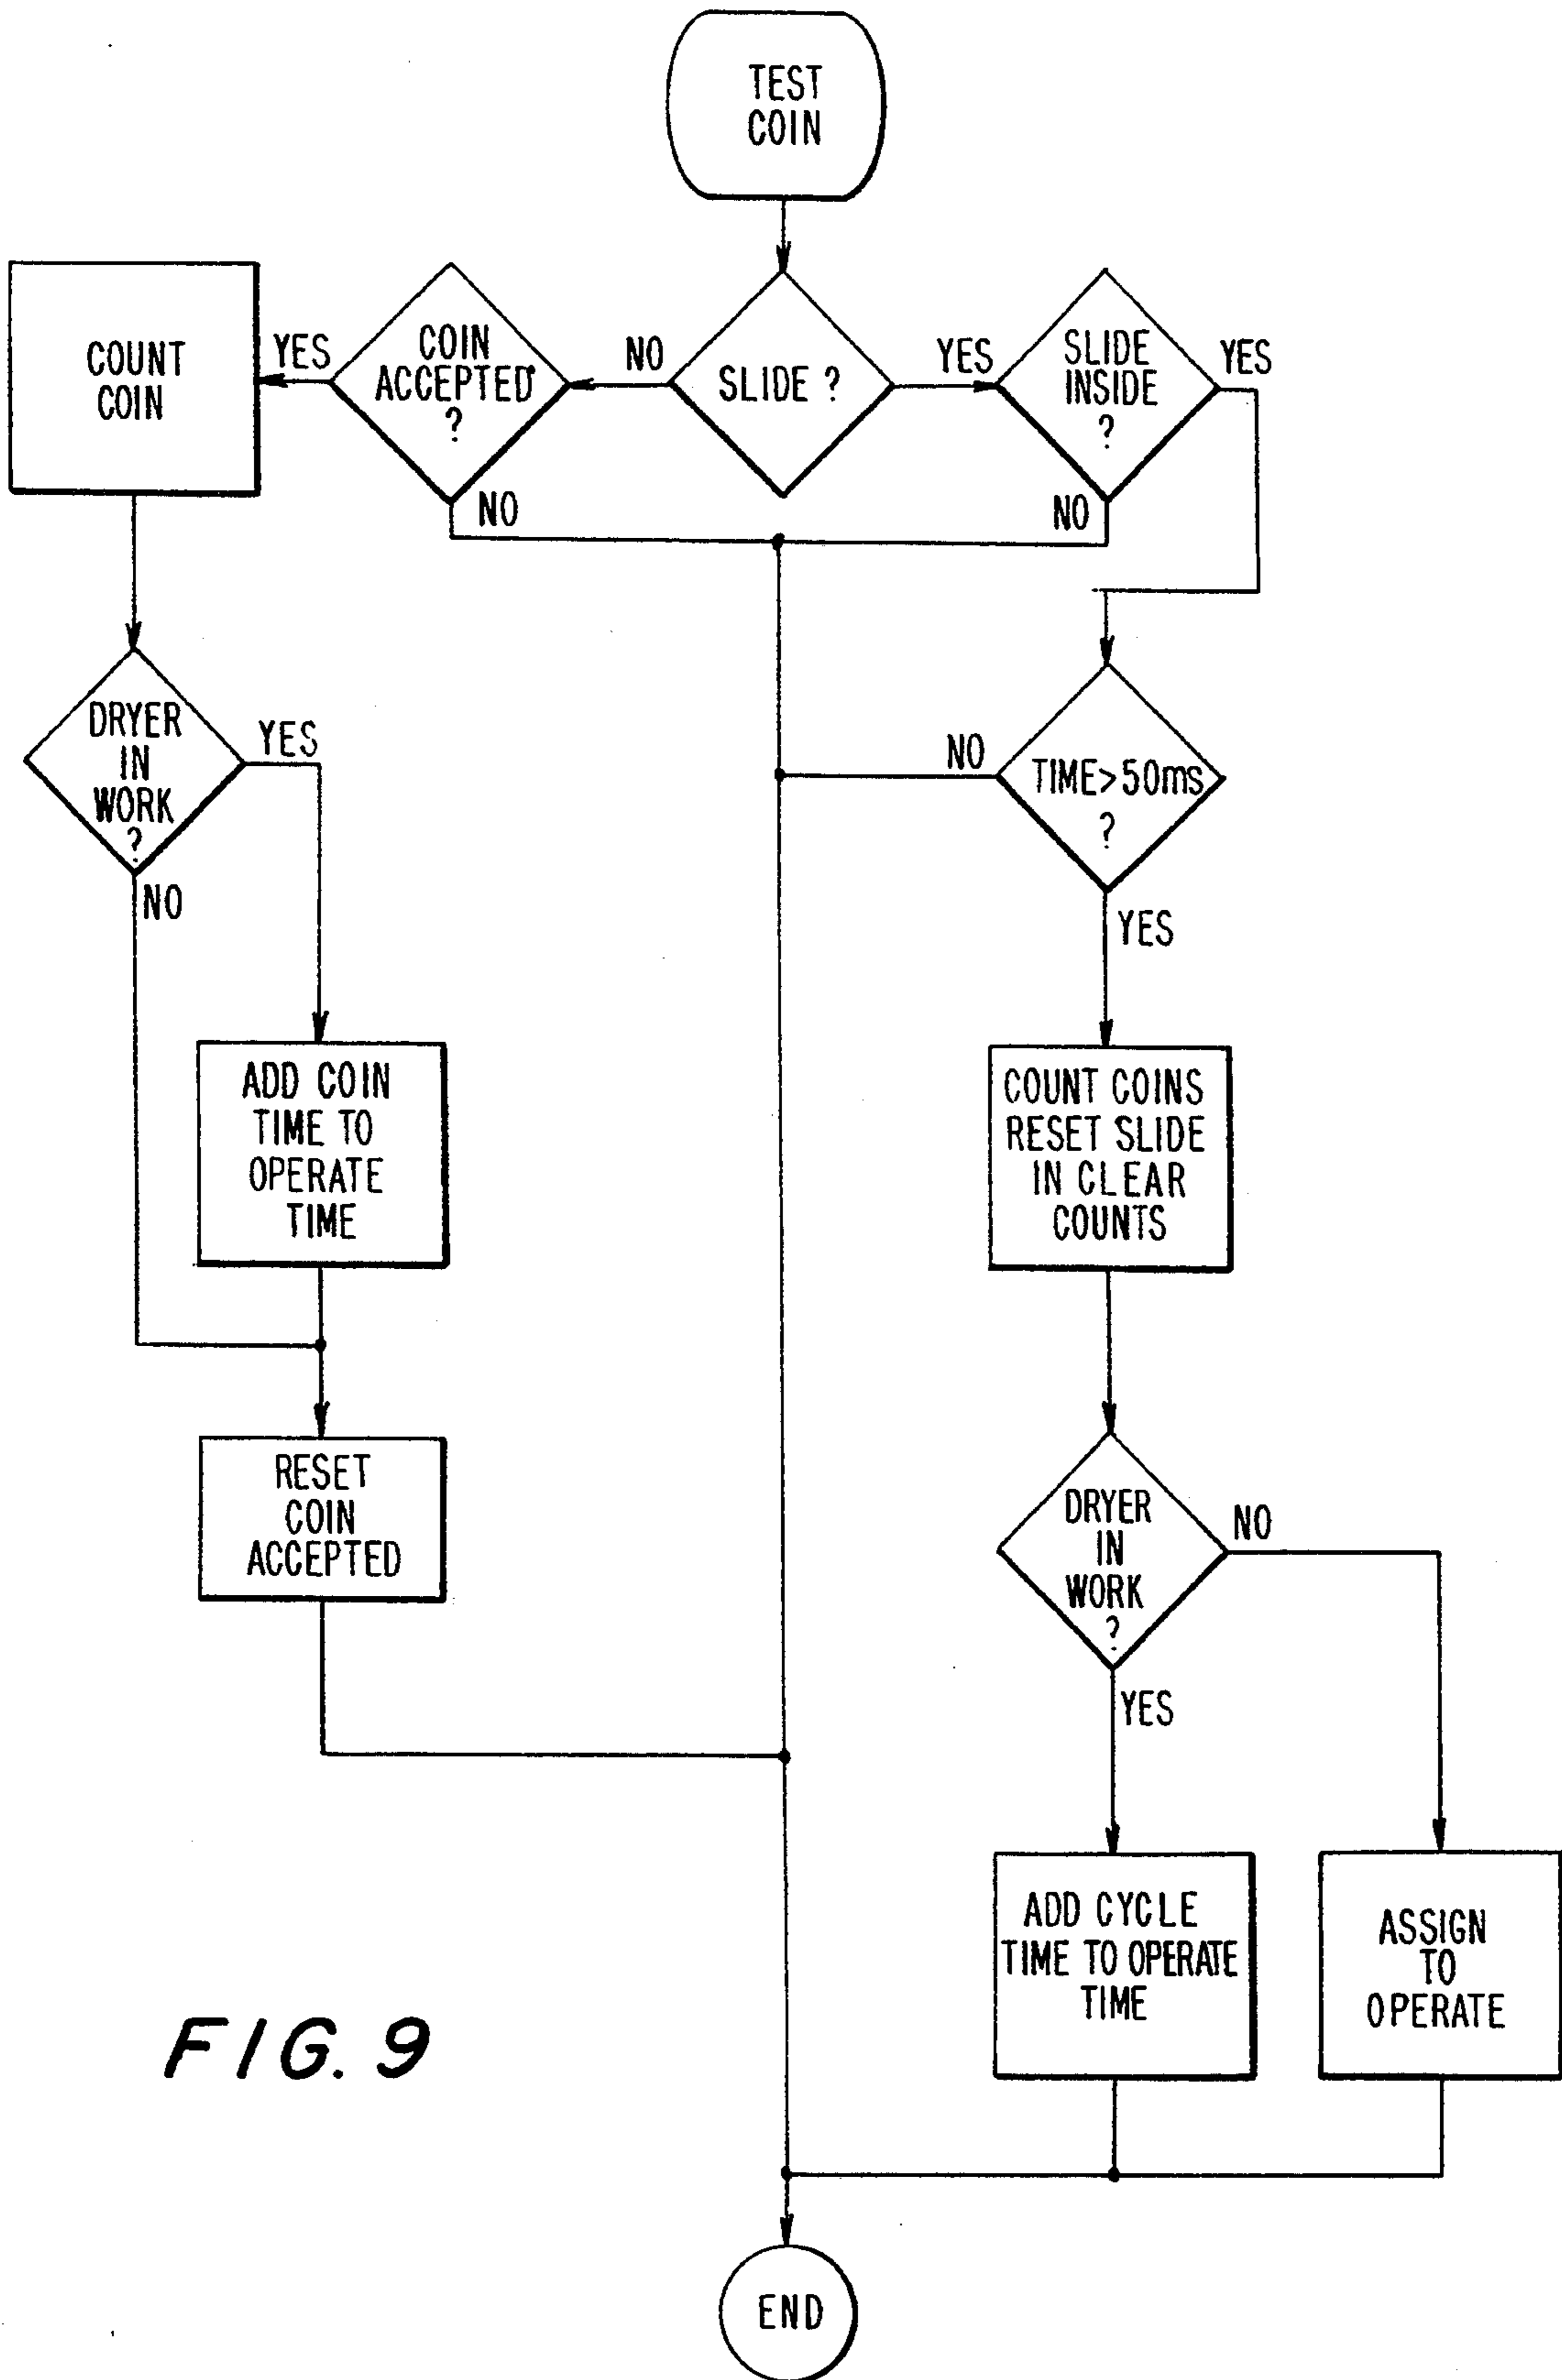 TEST
COIN
COUNT
COIN
YES
COIN
ACCEPTED
?
NO
SLIDE ?
YES
SLIDE
INSIDE
?
YES
NO
NO
DRYER
IN
WORK
?
YES
NO
NO
TIME>50ms
?
YES
ADD COIN
TIME TO
OPERATE
TIME
COUNT COINS
RESET SLIDE
IN CLEAR
COUNTS
RESET
COIN
ACCEPTED
DRYER
IN
WORK
?
NO
YES
ADD CYCLE
TIME TO OPERATE
TIME
ASSIGN
TO
OPERATE
FIG. 9
END